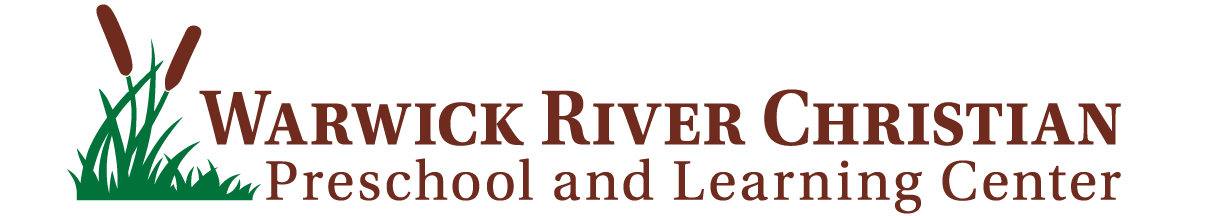 WARWICK RIVER CHRISTIAN
Preschool and Learning Center